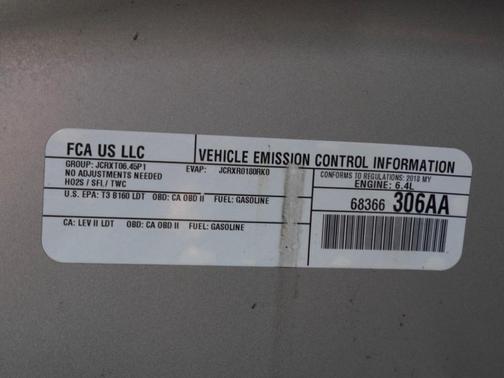 FCA US LLC
VEHICLE EMISSION CONTROL INFORMATION
GROUP: JCRXT06.45P1 EVAP: JCRXR0180RK0
NO ADJUSTMENTS NEEDED
HO2S / SFI / TWC
CONFORMS TO REGULATIONS: 2018 MY
ENGINE: 6.4L
U.S. EPA: T3 B160 LDT OBD: CA OBD II FUEL: GASOLINE
68366 306AA
CA: LEV II LDT OBD: CA OBD II FUEL: GASOLINE